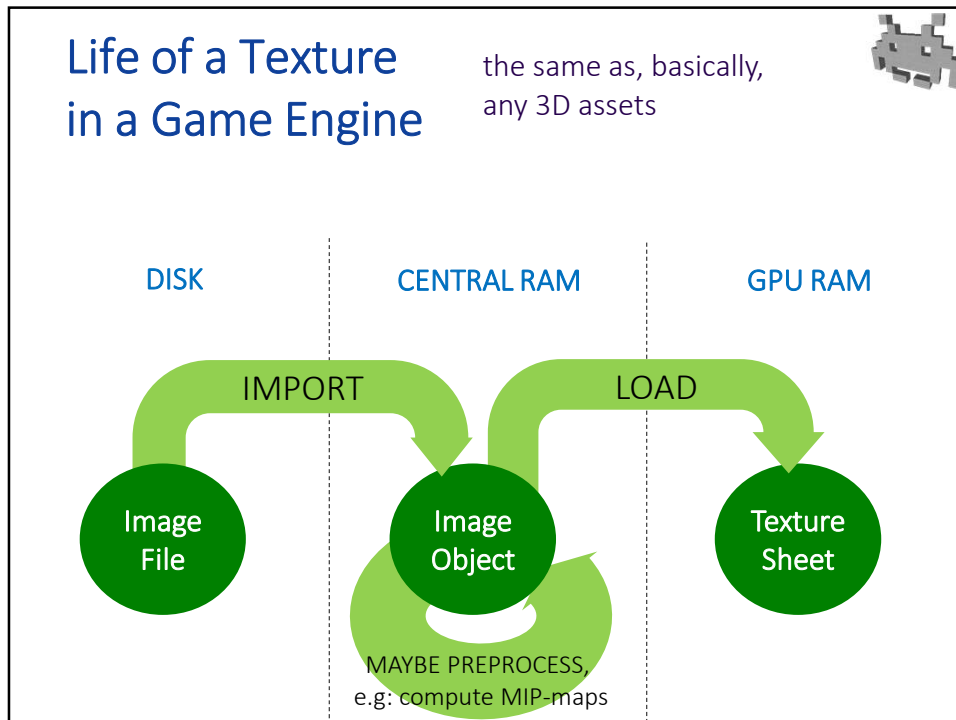 Life of a Texture
in a Game Engine
the same as, basically,
any 3D assets
DISK
CENTRAL RAM
GPU RAM
IMPORT
LOAD
Image
File
Image
Object
Texture
Sheet
MAYBE PREPROCESS,
e.g: compute MIP-maps